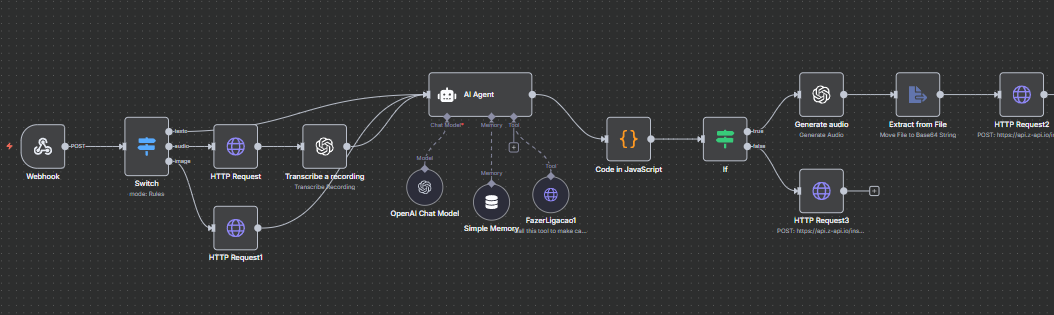 Webhook
POST
Switch
mode: Rules
texto
audio
image
HTTP Request
HTTP Request1
Transcribe a recording
Transcribe Recording
AI Agent
Chat Model*
Memory
Tool
Model
OpenAI Chat Model
Memory
Simple Memory
Tool
FazerLigacao1
all this tool to make ca...
Code in JavaScript
If
true
false
Generate audio
Generate Audio
Extract from File
Move File to Base64 String
HTTP Request2
POST: https://api.z-api.io/ins...
HTTP Request3
POST: https://api.z-api.io/ins...